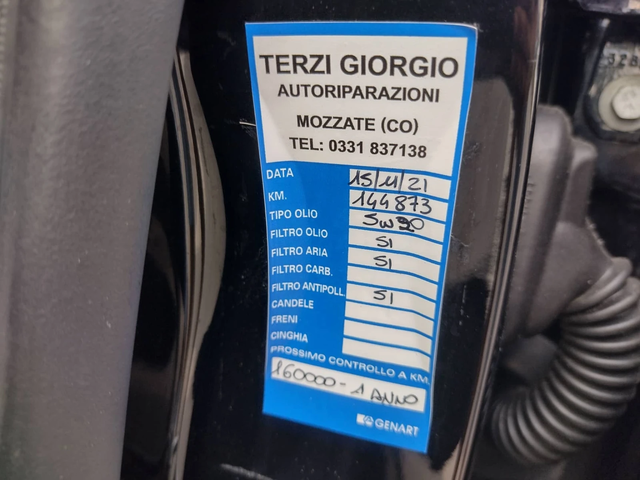 TERZI GIORGIO
AUTORIPARAZIONI
MOZZATE (CO)
TEL: 0331 837138
DATA 15/11/21
KM. 144873
TIPO OLIO 5W30
FILTRO OLIO SI
FILTRO ARIA SI
FILTRO CARB.
FILTRO ANTIPOLL. SI
CANDELE
FRENI
CINGHIA
PROSSIMO CONTROLLO A KM.
160000 - 1 ANNO
GENART